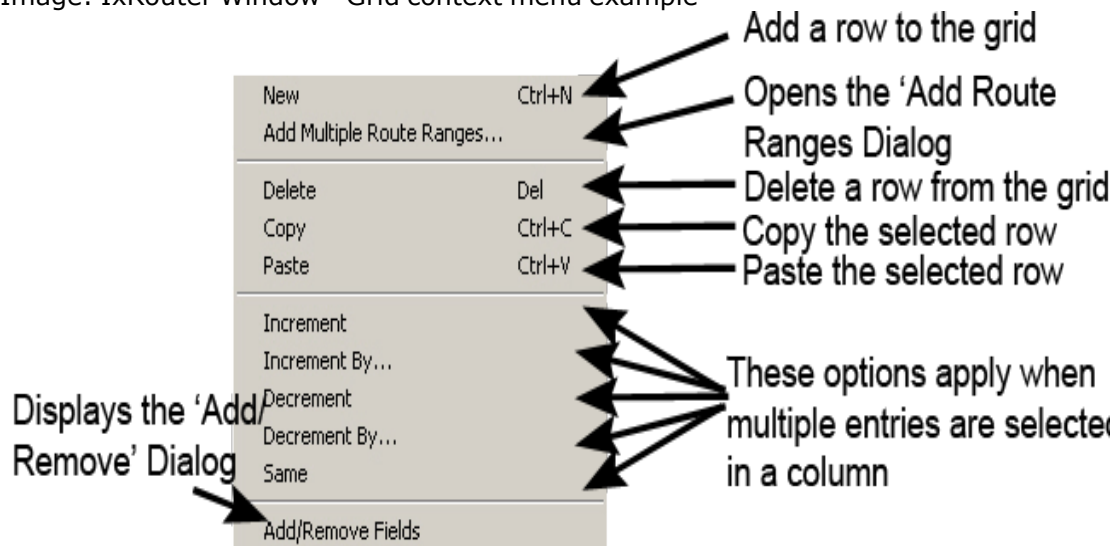 Image: IxRouter Window - Grid context menu example
Add a row to the grid
New Ctrl+N
Opens the ‘Add Route
Add Multiple Route Ranges...
Ranges Dialog
Delete Del
Delete a row from the grid
Copy Ctrl+C
Copy the selected row
Paste Ctrl+V
Paste the selected row
Increment
Increment By...
These options apply when
Decrement
multiple entries are selected
Decrement By...
in a column
Displays the ‘Add/
Remove’ Dialog
Same
Add/Remove Fields